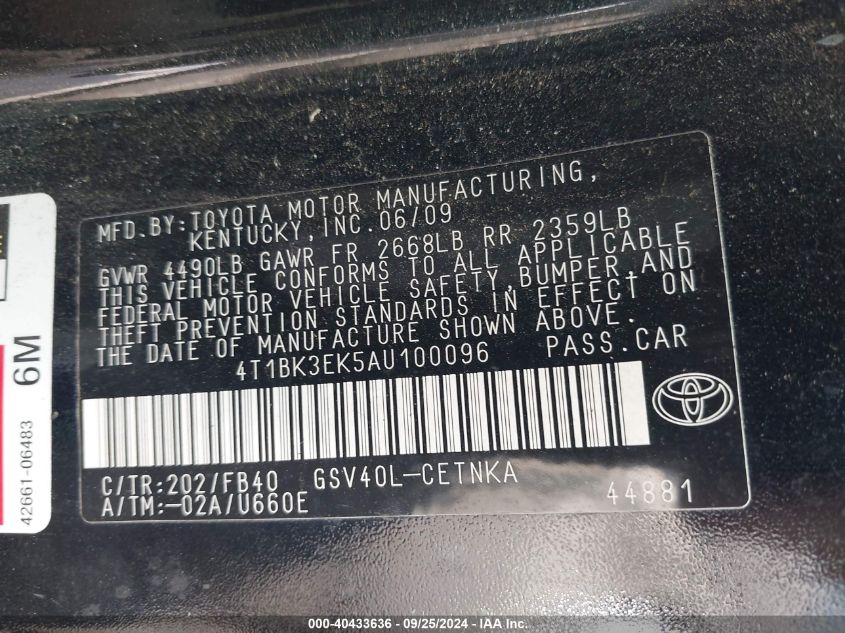 MFD.BY:TOYOTA MOTOR MANUFACTURING,
KENTUCKY,INC.06/09
GVWR 4490LB GAWR FR 2668LB RR 2359LB
THIS VEHICLE CONFORMS TO ALL APPLICABLE
FEDERAL MOTOR VEHICLE SAFETY,BUMPER,AND
THEFT PREVENTION STANDARDS IN EFFECT ON
THE DATE OF MANUFACTURE SHOWN ABOVE.
4T1BK3EK5AU100096 PASS.CAR
C/TR:202/FB40 GSV40L-CETNKA
A/TM:-02A/U660E 44881
6M
42661-06483
000-40433636 - 09/25/2024 - IAA, Inc.